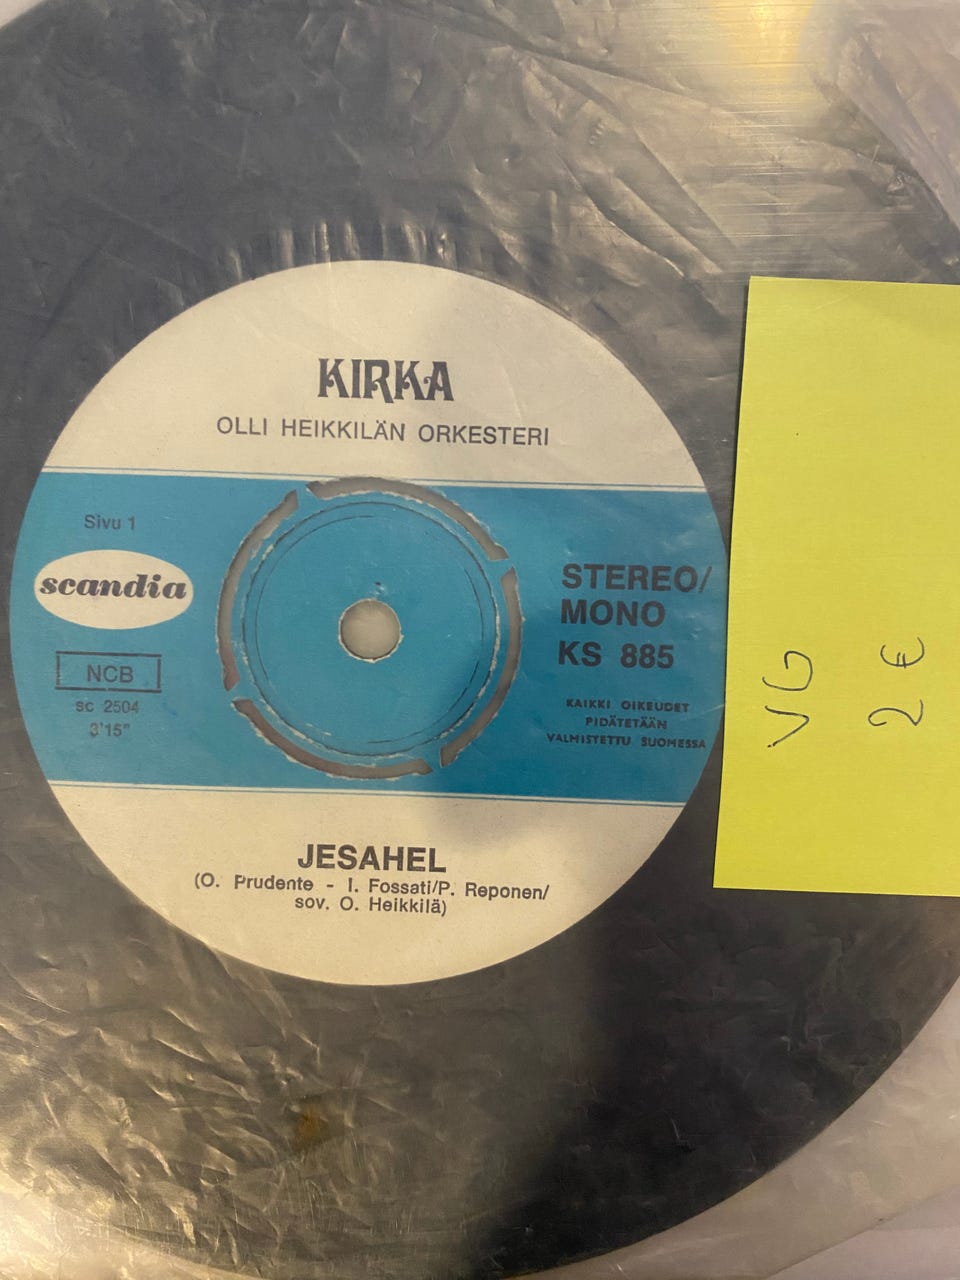 KIRKA
OLLI HEIKKILÄN ORKESTERI
Sivu 1
scandia
NCB
sc 2504
3'15"
STEREO/
MONO
KS 885
KAIKKI OIKEUDET
PIDÄTETÄÄN
VALMISTETTU SUOMESSA
JESAHEL
(O. Prudente - I. Fossati/P. Reponen/
sov. O. Heikkilä)
VG
2€